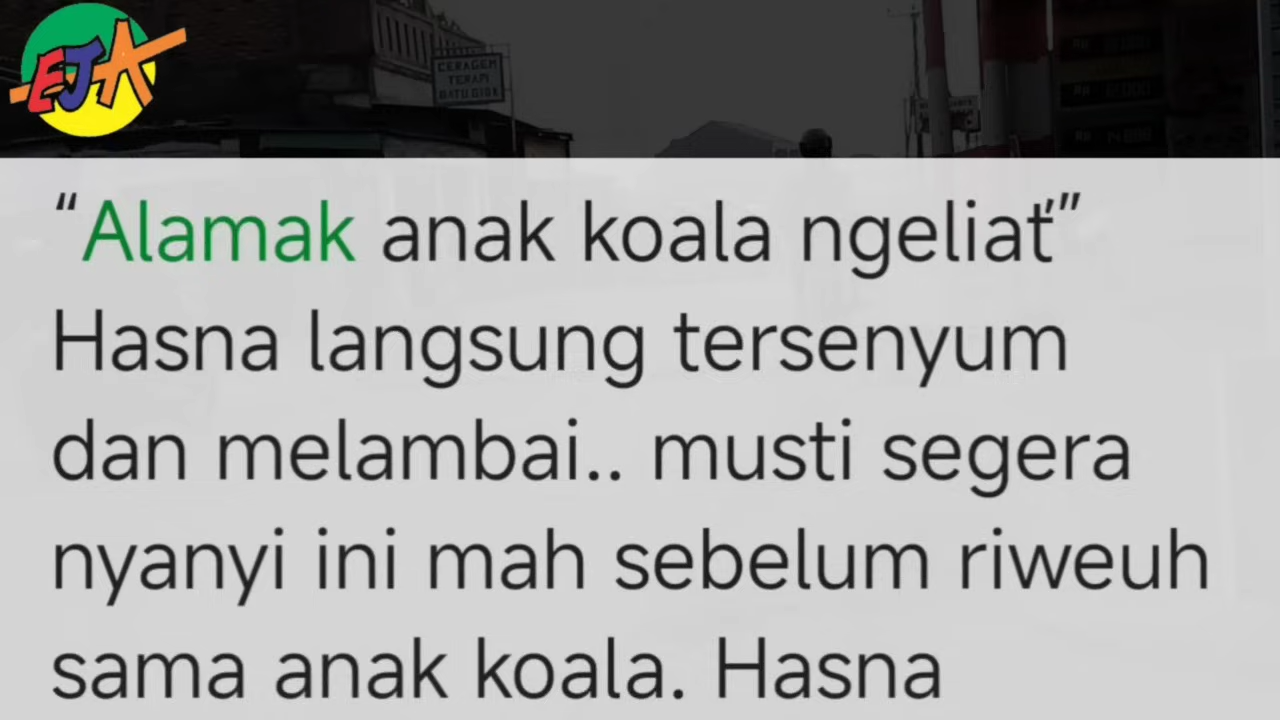 EJA
CERAGEM
TERAPI
BATU GIOK
“Alamak anak koala ngeliat’”
Hasna langsung tersenyum
dan melambai.. musti segera
nyanyi ini mah sebelum riweuh
sama anak koala. Hasna